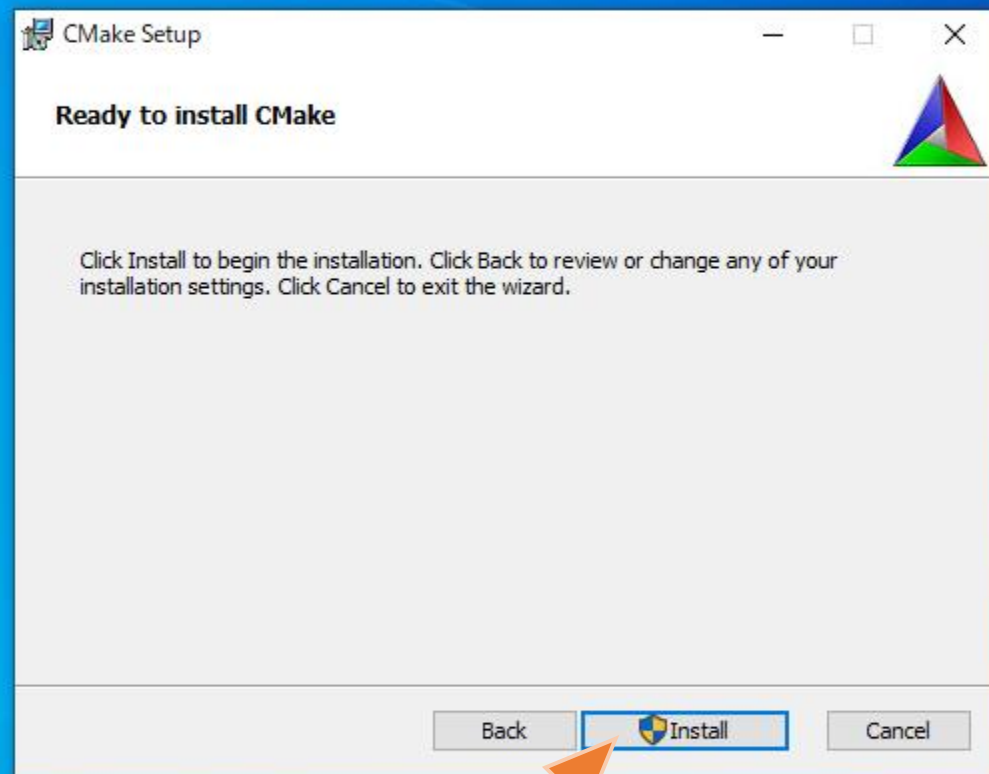 CMake Setup
Ready to install CMake
Click Install to begin the installation. Click Back to review or change any of your
installation settings. Click Cancel to exit the wizard.
Back
Install
Cancel